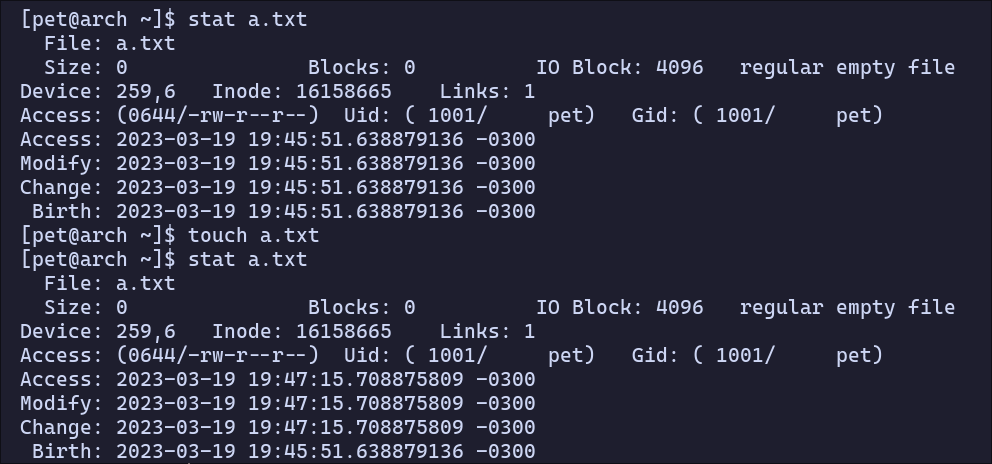 [pet@arch ~]$ stat a.txt
  File: a.txt
  Size: 0               Blocks: 0          IO Block: 4096   regular empty file
Device: 259,6   Inode: 16158665    Links: 1
Access: (0644/-rw-r--r--)  Uid: ( 1001/     pet)   Gid: ( 1001/     pet)
Access: 2023-03-19 19:45:51.638879136 -0300
Modify: 2023-03-19 19:45:51.638879136 -0300
Change: 2023-03-19 19:45:51.638879136 -0300
 Birth: 2023-03-19 19:45:51.638879136 -0300
[pet@arch ~]$ touch a.txt
[pet@arch ~]$ stat a.txt
  File: a.txt
  Size: 0               Blocks: 0          IO Block: 4096   regular empty file
Device: 259,6   Inode: 16158665    Links: 1
Access: (0644/-rw-r--r--)  Uid: ( 1001/     pet)   Gid: ( 1001/     pet)
Access: 2023-03-19 19:47:15.708875809 -0300
Modify: 2023-03-19 19:47:15.708875809 -0300
Change: 2023-03-19 19:47:15.708875809 -0300
 Birth: 2023-03-19 19:45:51.638879136 -0300